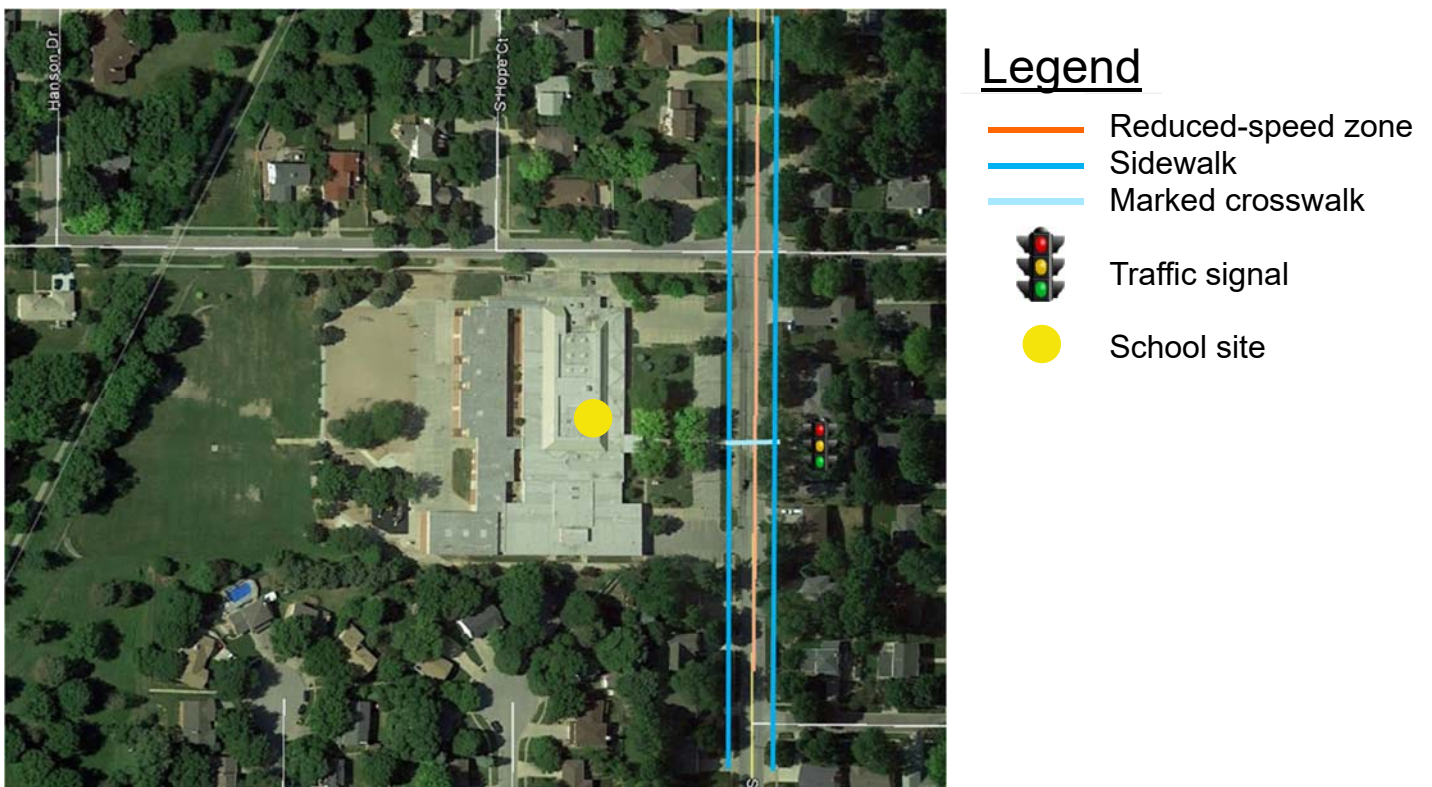 Hanson Dr
S Hope Ct
S
Legend
Reduced-speed zone
Sidewalk
Marked crosswalk
Traffic signal
School site